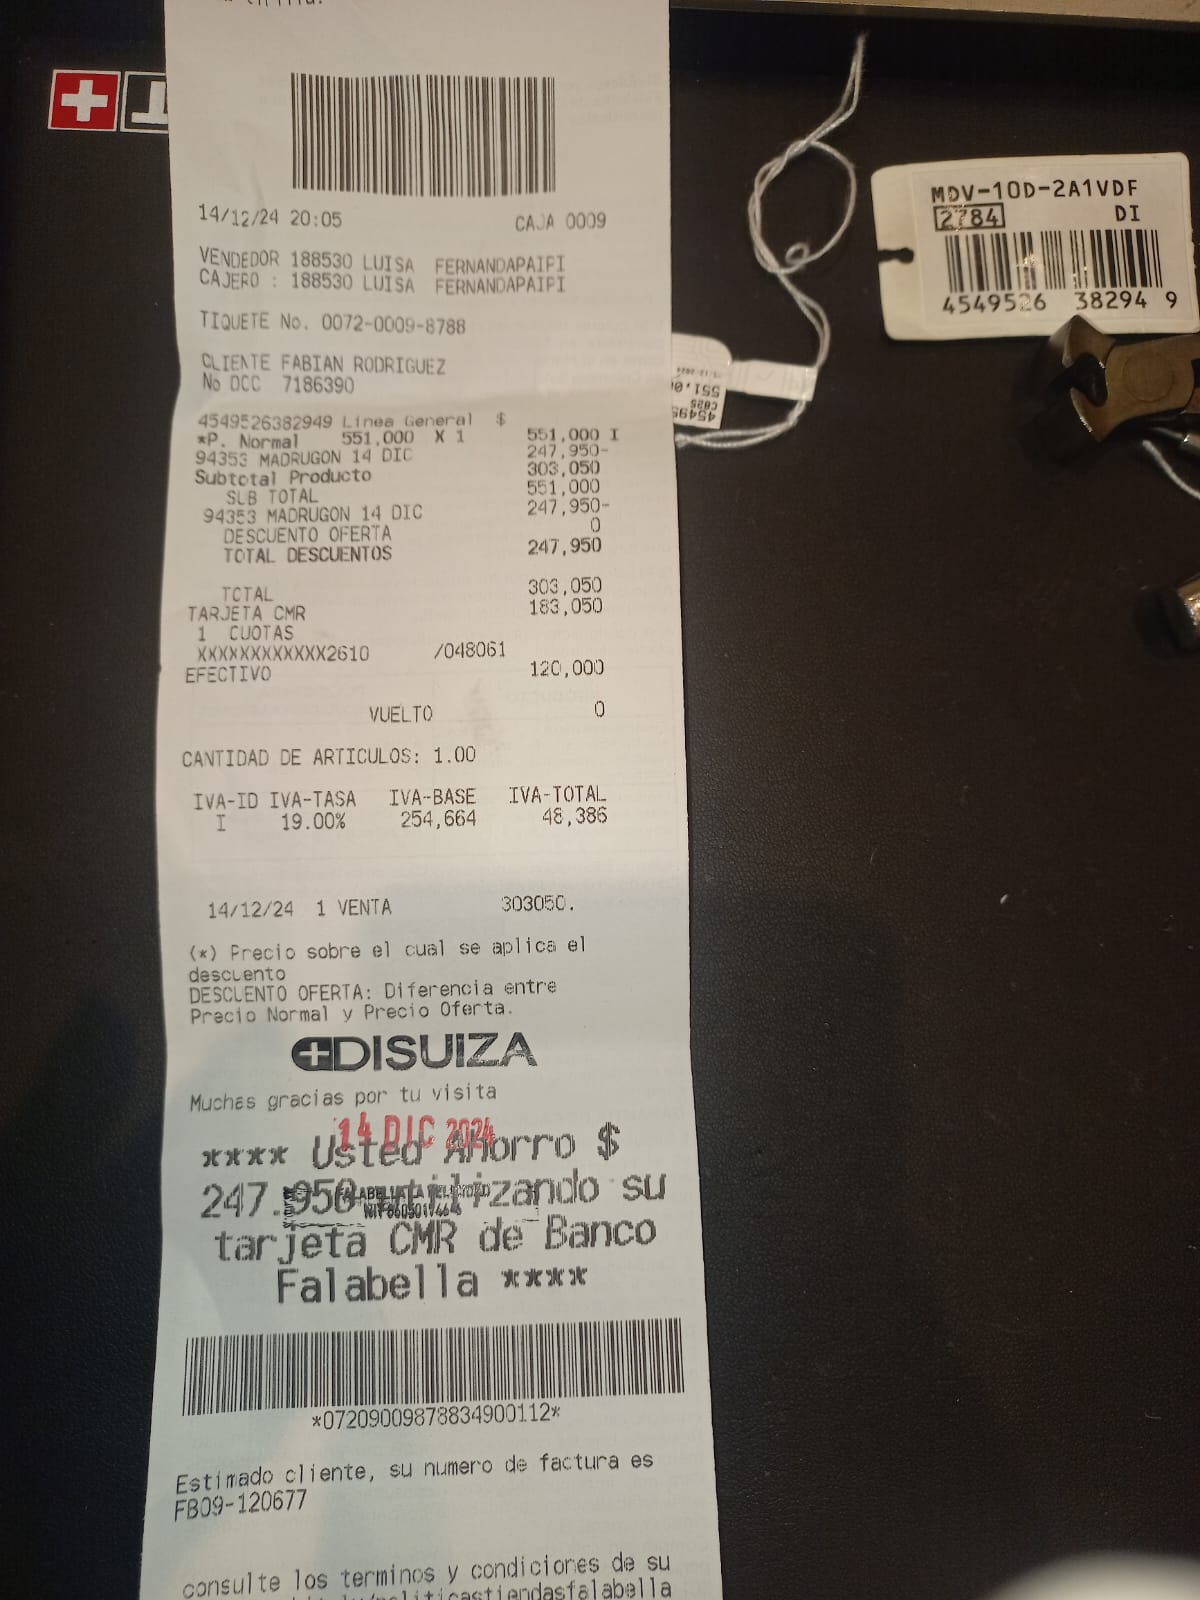 14/12/24 20:05 CAJA 0009
VENDEDOR 188530 LUISA FERNANDAPAIPI
CAJERO : 188530 LUISA FERNANDAPAIPI
TIQUETE No. 0072-0009-8788
CLIENTE FABIAN RODRIGUEZ
No DCC 7186390
4549526382949 Linea General $
*P. Normal 551,000 X 1 551,000 I
94353 MADRUGON 14 DIC 247,950-
Subtotal Producto 303,050
SUB TOTAL 551,000
94353 MADRUGON 14 DIC 247,950-
DESCUENTO OFERTA 0
TOTAL DESCUENTOS 247,950
TOTAL 303,050
TARJETA CMR 183,050
1 CUOTAS
XXXXXXXXXXXX2610 /048061
EFECTIVO 120,000
VUELTO 0
CANTIDAD DE ARTICULOS: 1.00
IVA-ID IVA-TASA IVA-BASE IVA-TOTAL
I 19.00% 254,664 48,386
14/12/24 1 VENTA 303050.
(*) Precio sobre el cual se aplica el
descuento
DESCUENTO OFERTA: Diferencia entre
Precio Normal y Precio Oferta.
DISUIZA
Muchas gracias por tu visita
14 DIC 2024
**** Usted Ahorro $
247.950 utilizando su
tarjeta CMR de Banco
Falabella ****
*07209009878834900112*
Estimado cliente, su numero de factura es
FB09-120677
consulte los terminos y condiciones de su
MDV-10D-2A1VDF
2784 DI
4549526 38294 9